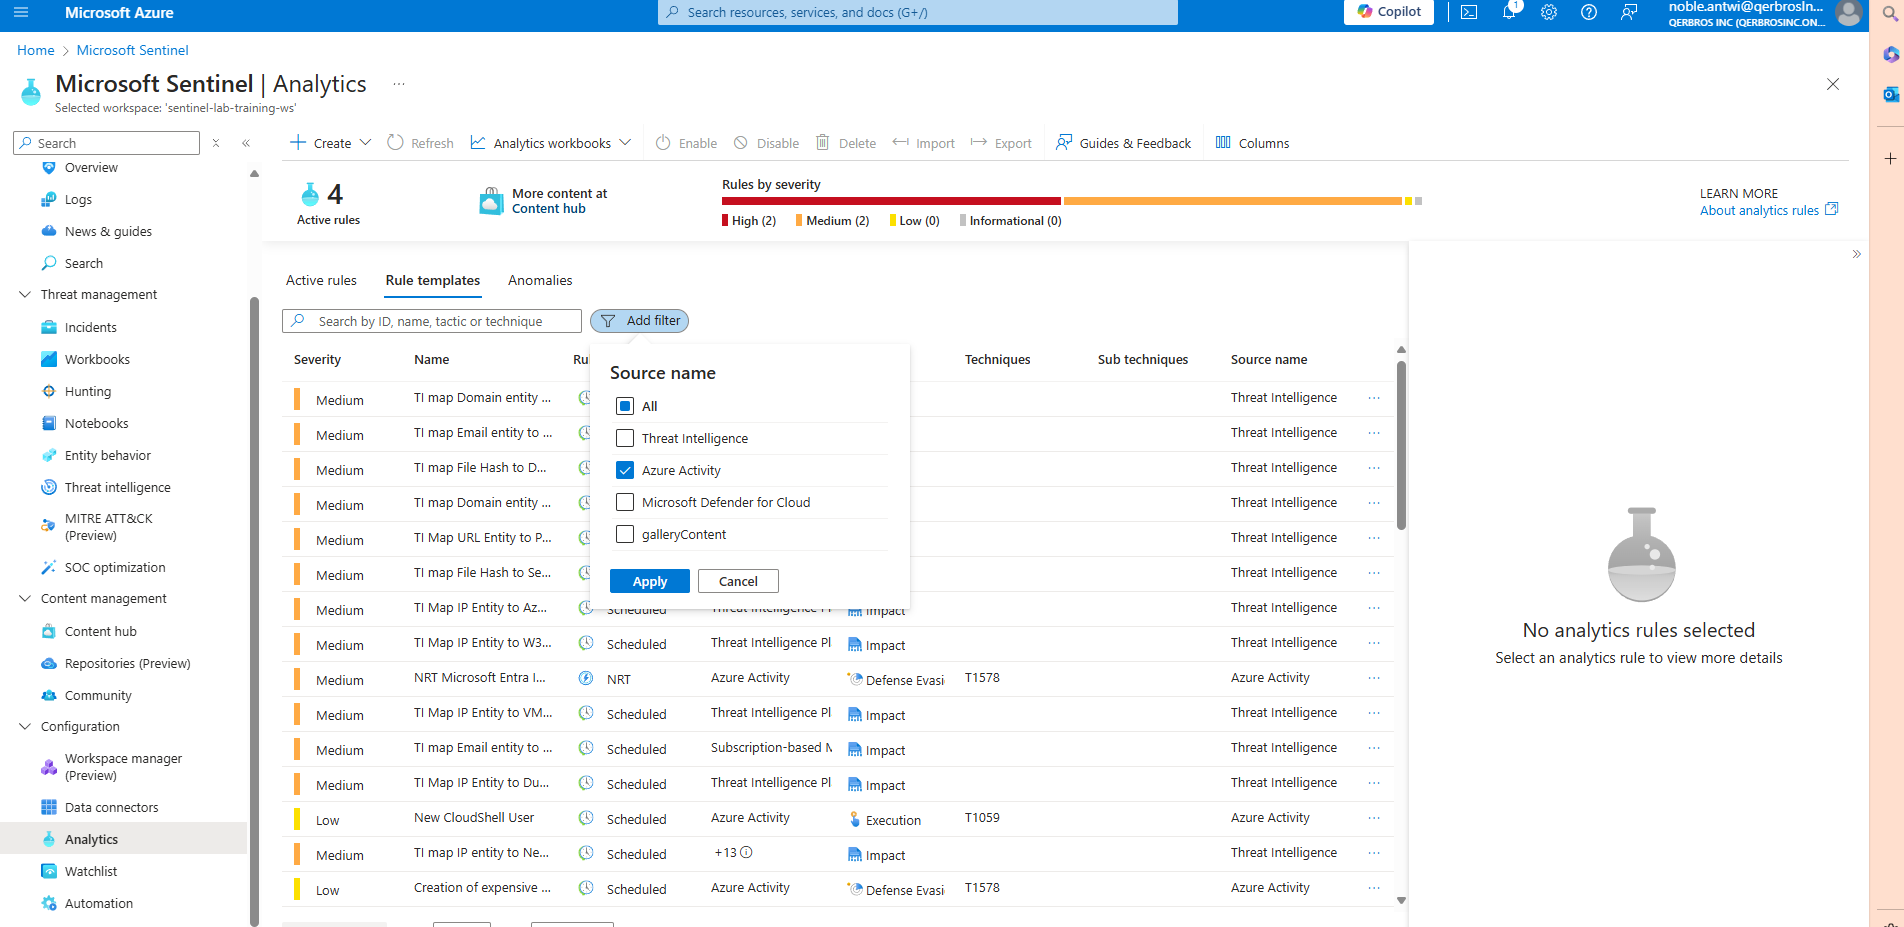 Microsoft Azure
Search resources, services, and docs (G+/)
Copilot
1
noble.antwi@qerbrosIn...
QERBROS INC (QERBROSINC.ON...
Home > Microsoft Sentinel
Microsoft Sentinel | Analytics ...
Selected workspace: 'sentinel-lab-training-ws'
Search
Overview
Logs
News & guides
Search
Threat management
Incidents
Workbooks
Hunting
Notebooks
Entity behavior
Threat intelligence
MITRE ATT&CK
(Preview)
SOC optimization
Content management
Content hub
Repositories (Preview)
Community
Configuration
Workspace manager
(Preview)
Data connectors
Analytics
Watchlist
Automation
Create Refresh Analytics workbooks Enable Disable Delete Import Export Guides & Feedback Columns
4
Active rules
More content at
Content hub
Rules by severity
High (2) Medium (2) Low (0) Informational (0)
LEARN MORE
About analytics rules
Active rules Rule templates Anomalies
Search by ID, name, tactic or technique Add filter
Severity Name Ru Techniques Sub techniques Source name
Medium TI map Domain entity ... Threat Intelligence ...
Medium TI map Email entity to ... Threat Intelligence ...
Medium TI map File Hash to D... Threat Intelligence ...
Medium TI map Domain entity ... Threat Intelligence ...
Medium TI Map URL Entity to P... Threat Intelligence ...
Medium TI map File Hash to Se... Threat Intelligence ...
Medium TI Map IP Entity to Az... Scheduled Threat Intelligence Pl Impact Threat Intelligence ...
Medium TI Map IP Entity to W3... Scheduled Threat Intelligence Pl Impact Threat Intelligence ...
Medium NRT Microsoft Entra I... NRT Azure Activity Defense Evasi T1578 Azure Activity ...
Medium TI Map IP Entity to VM... Scheduled Threat Intelligence Pl Impact Threat Intelligence ...
Medium TI map Email entity to ... Scheduled Subscription-based M Impact Threat Intelligence ...
Medium TI Map IP Entity to Du... Scheduled Threat Intelligence Pl Impact Threat Intelligence ...
Low New CloudShell User Scheduled Azure Activity Execution T1059 Azure Activity ...
Medium TI map IP entity to Ne... Scheduled +13 Impact Threat Intelligence ...
Low Creation of expensive ... Scheduled Azure Activity Defense Evasi T1578 Azure Activity ...
Source name
All
Threat Intelligence
Azure Activity
Microsoft Defender for Cloud
galleryContent
Apply Cancel
No analytics rules selected
Select an analytics rule to view more details